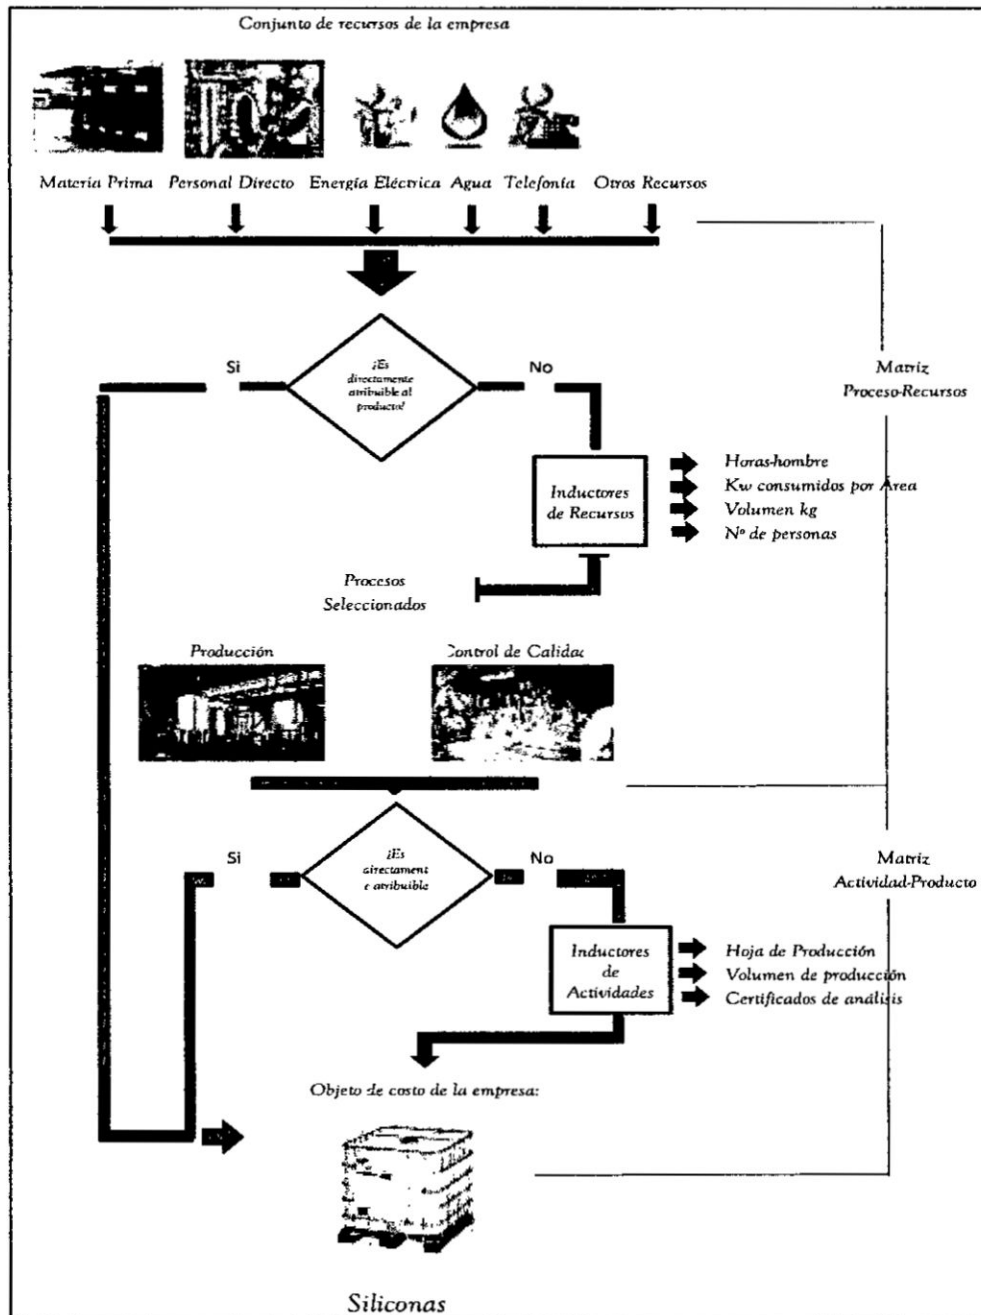 Conjunto de recursos de la empresa
Materia Prima Personal Directo Energía Eléctrica Agua Telefonía Otros Recursos
¿Es
directamente
atribuible al
producto?
Si
No
Matriz
Proceso-Recursos
Inductores
de Recursos
Horas-hombre
Kw consumidos por Área
Volumen kg
Nº de personas
Procesos
Seleccionados
Producción
Control de Calidad
¿Es
directament
e atribuible
Si
No
Matriz
Actividad-Producto
Inductores
de
Actividades
Hoja de Producción
Volumen de producción
Certificados de análisis
Objeto de costo de la empresa:
Siliconas